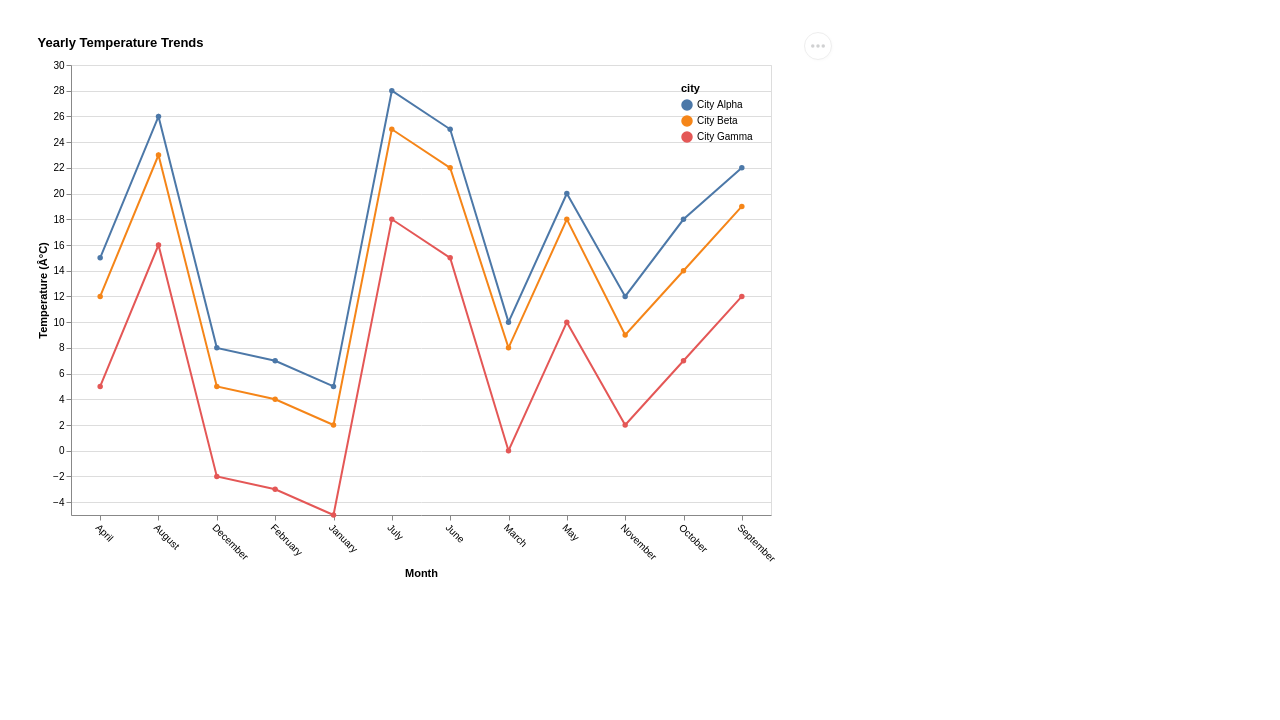 Yearly Temperature Trends
30
28
26
24
22
20
18
16
14
12
10
8
6
4
2
0
−2
−4
Temperature (Â°C)
city
City Alpha
City Beta
City Gamma
April
August
December
February
January
July
June
March
May
November
October
September
Month